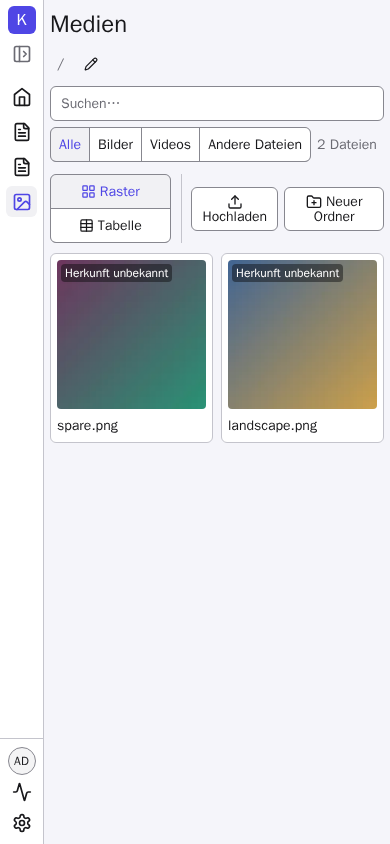 K
Medien
/
Suchen…
Alle Bilder Videos Andere Dateien 2 Dateien
Raster
Tabelle
Hochladen
Neuer
Ordner
Herkunft unbekannt
spare.png
Herkunft unbekannt
landscape.png
AD